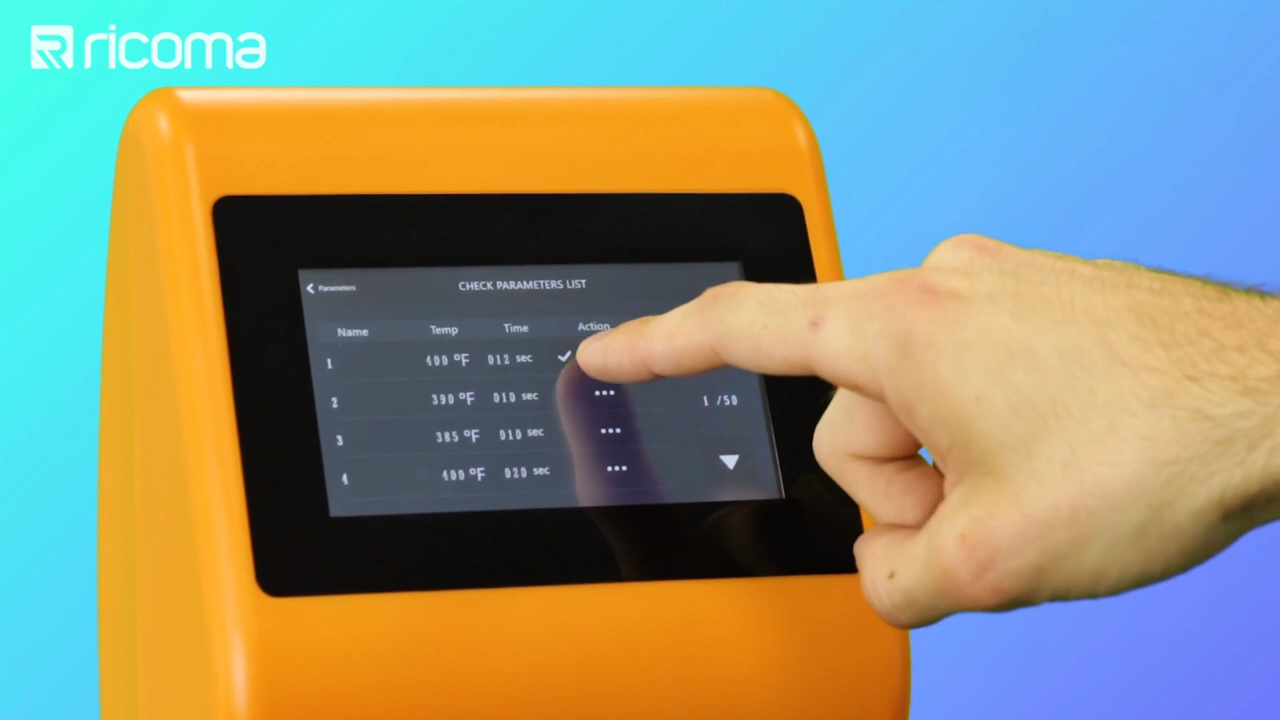 ricoma
Parameters
CHECK PARAMETERS LIST
Name Temp Time Action
1 400 °F 012 sec
2 390 °F 010 sec
1 /50
3 385 °F 010 sec
4 400 °F 020 sec